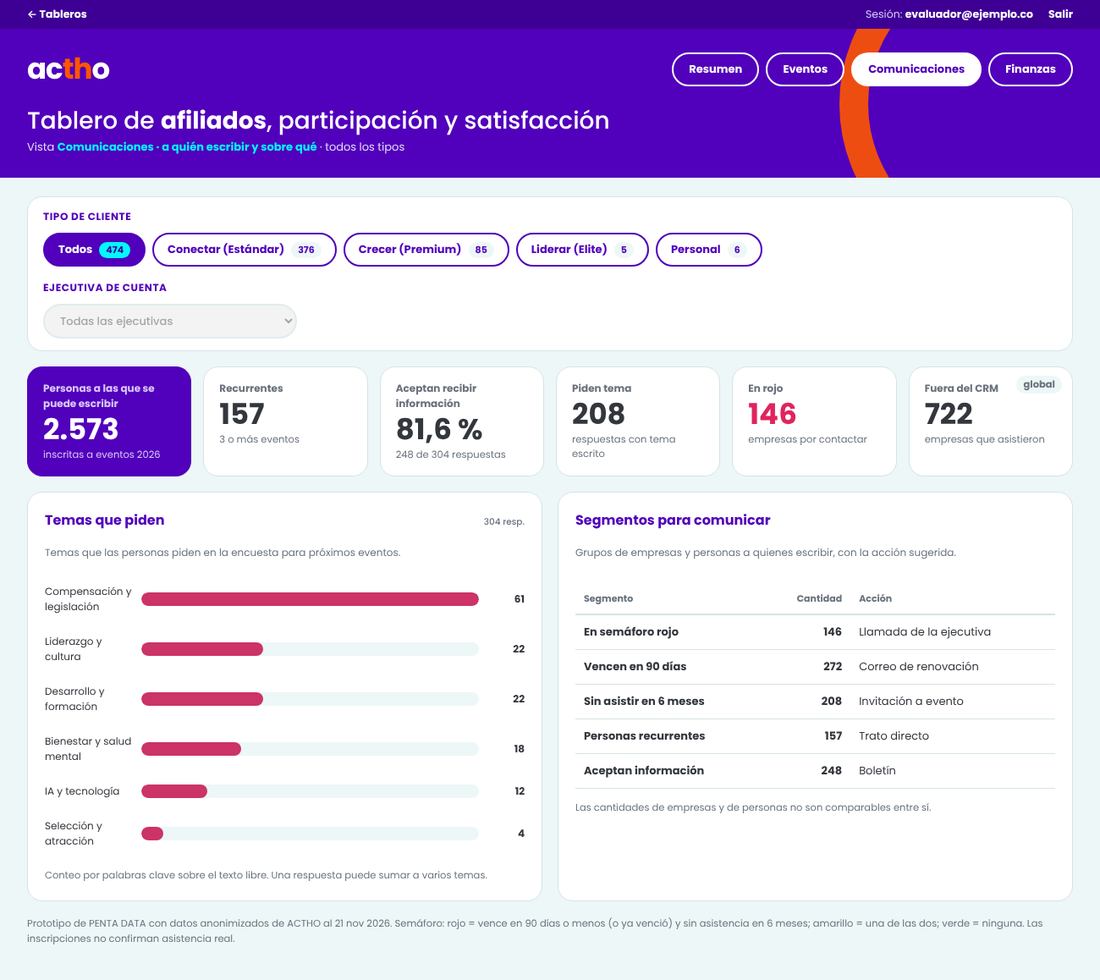 ← Tableros
Sesión: evaluador@ejemplo.co Salir
actho
Resumen
Eventos
Comunicaciones
Finanzas
Tablero de afiliados, participación y satisfacción
Vista Comunicaciones · a quién escribir y sobre qué · todos los tipos
TIPO DE CLIENTE
Todos 474
Conectar (Estándar) 376
Crecer (Premium) 85
Liderar (Elite) 5
Personal 6
EJECUTIVA DE CUENTA
Todas las ejecutivas
Personas a las que se
puede escribir
2.573
inscritas a eventos 2026
Recurrentes
157
3 o más eventos
Aceptan recibir
información
81,6 %
248 de 304 respuestas
Piden tema
208
respuestas con tema
escrito
En rojo
146
empresas por contactar
Fuera del CRM
global
722
empresas que asistieron
Temas que piden
304 resp.
Temas que las personas piden en la encuesta para próximos eventos.
Compensación y
legislación
61
Liderazgo y
cultura
22
Desarrollo y
formación
22
Bienestar y salud
mental
18
IA y tecnología
12
Selección y
atracción
4
Conteo por palabras clave sobre el texto libre. Una respuesta puede sumar a varios temas.
Segmentos para comunicar
Grupos de empresas y personas a quienes escribir, con la acción sugerida.
Segmento Cantidad Acción
En semáforo rojo 146 Llamada de la ejecutiva
Vencen en 90 días 272 Correo de renovación
Sin asistir en 6 meses 208 Invitación a evento
Personas recurrentes 157 Trato directo
Aceptan información 248 Boletín
Las cantidades de empresas y de personas no son comparables entre sí.
Prototipo de PENTA DATA con datos anonimizados de ACTHO al 21 nov 2026. Semáforo: rojo = vence en 90 días o menos (o ya venció) y sin asistencia en 6 meses; amarillo = una de las dos; verde = ninguna. Las
inscripciones no confirman asistencia real.